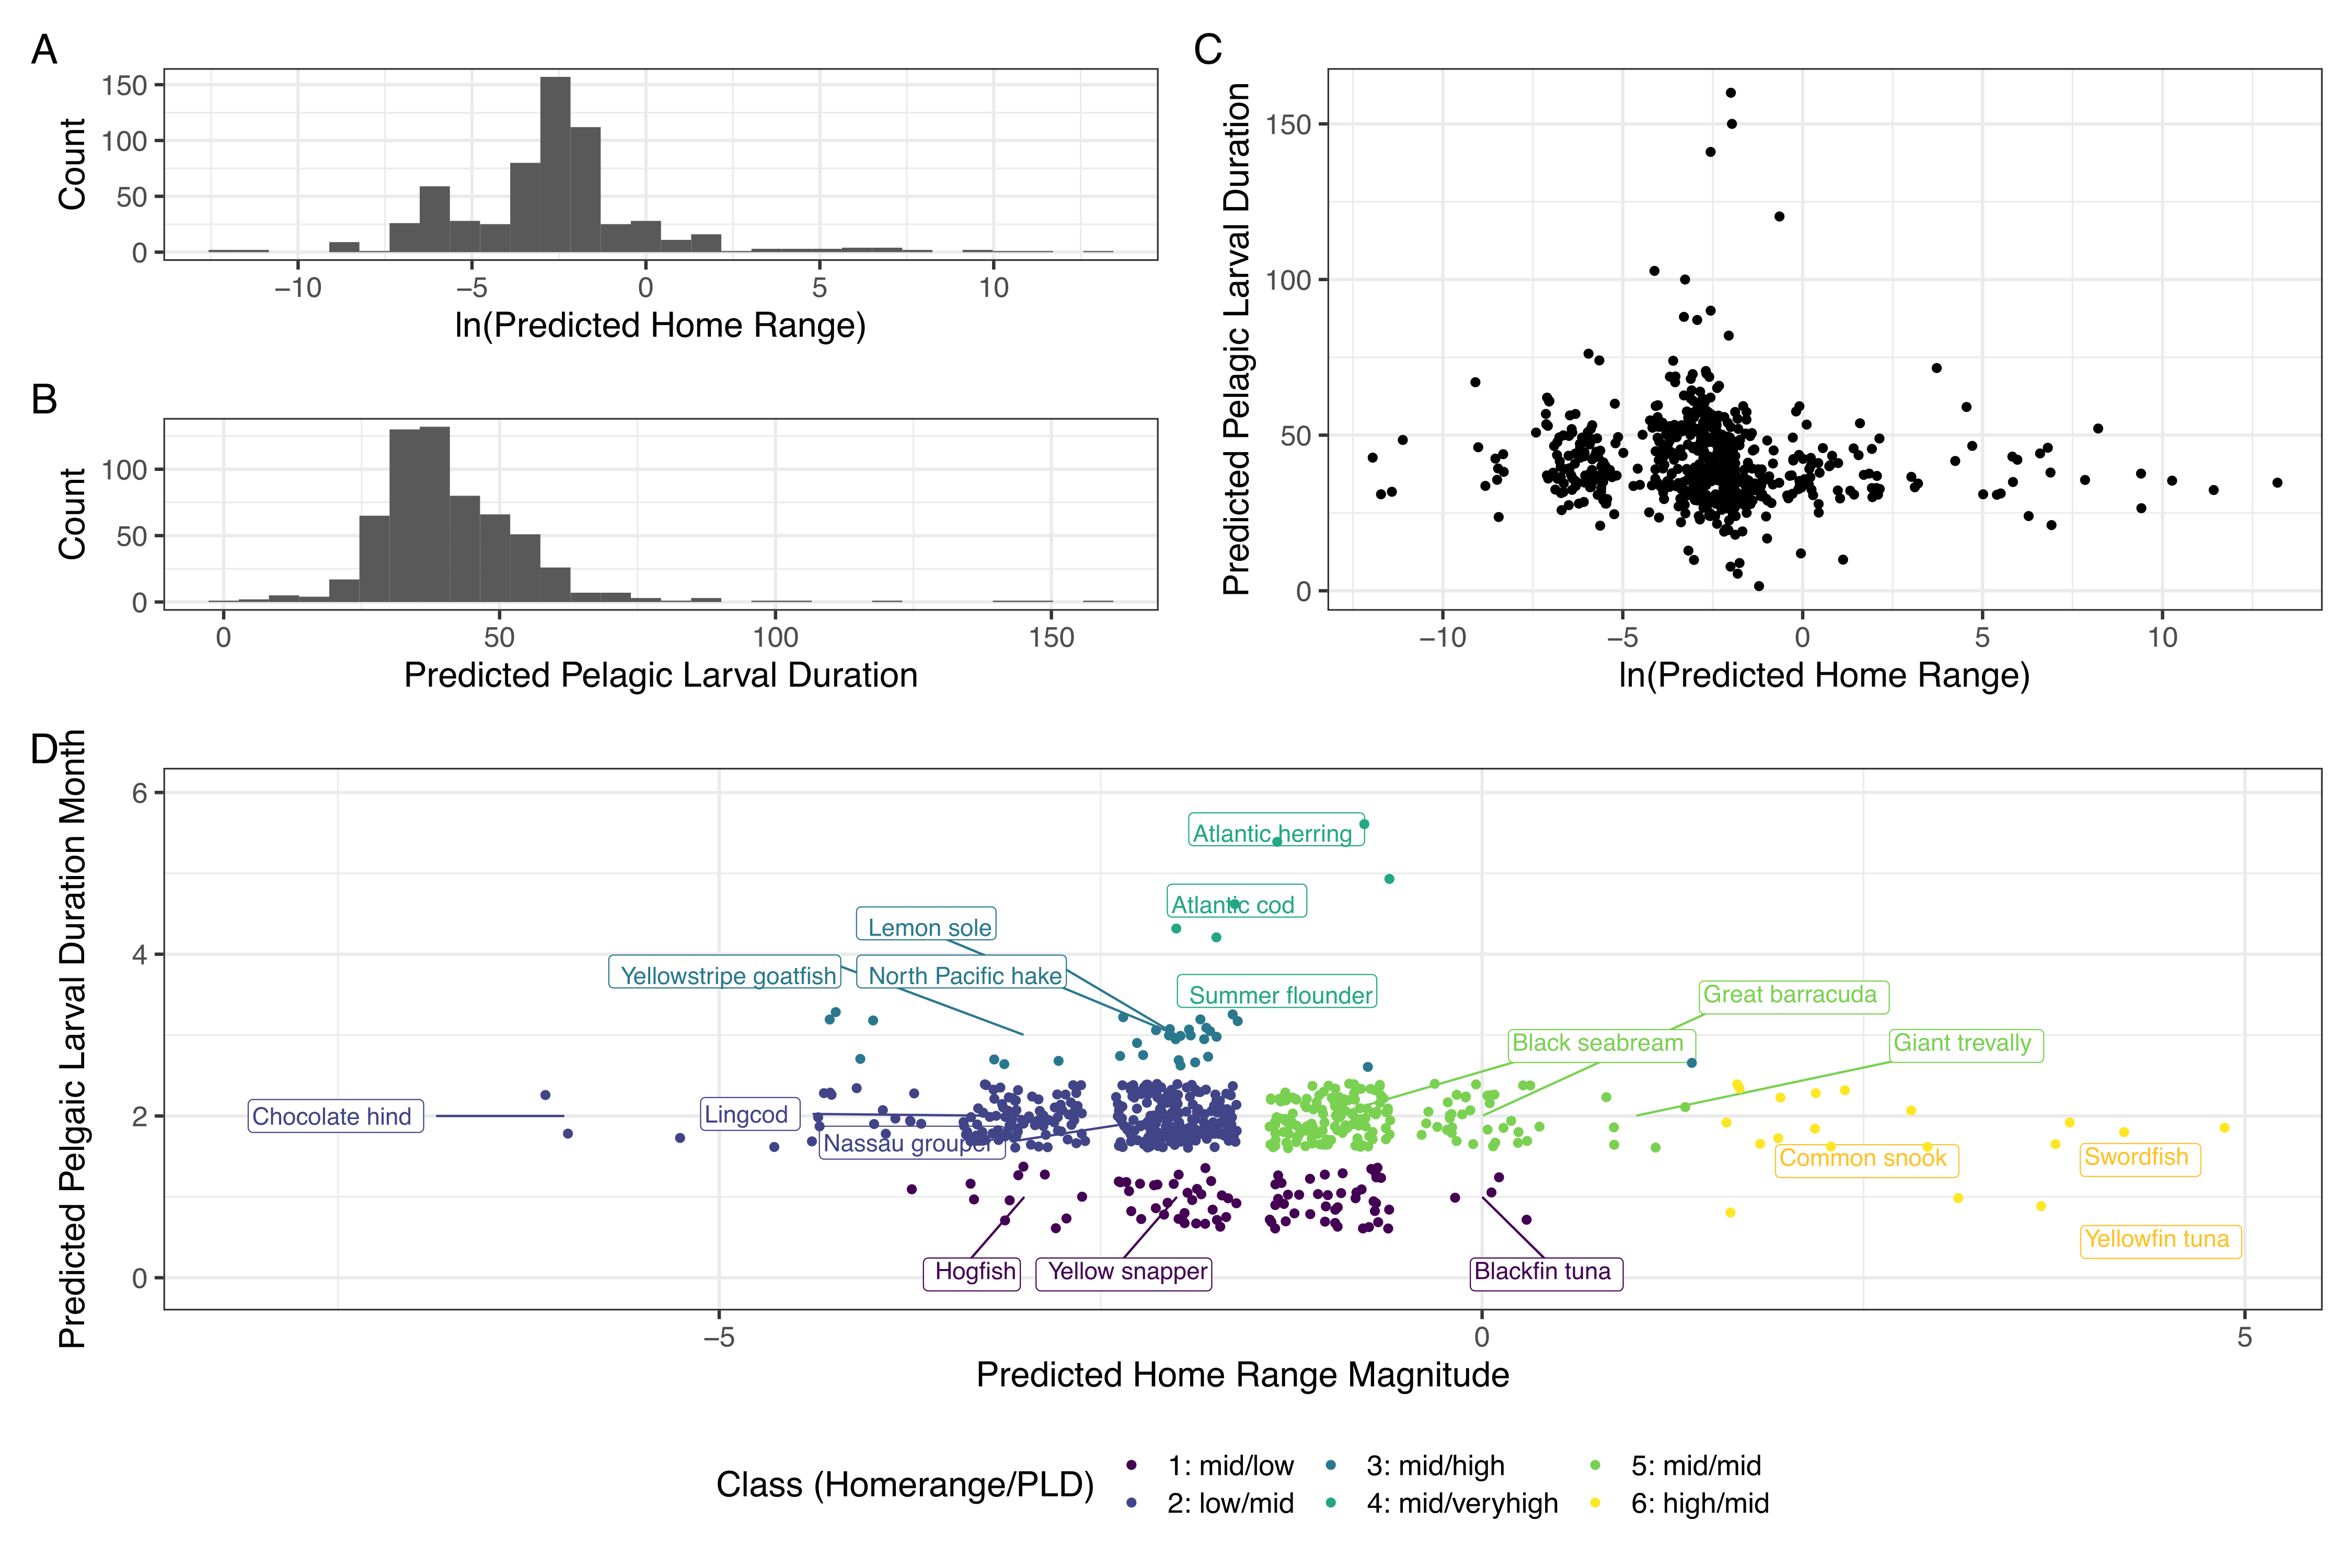 A
150
100
50
0
Count
−10
−5
0
5
10
ln(Predicted Home Range)
B
100
50
0
Count
0
50
100
150
Predicted Pelagic Larval Duration
C
150
100
50
0
Predicted Pelagic Larval Duration
−10
−5
0
5
10
ln(Predicted Home Range)
D
6
4
2
0
Predicted Pelgaic Larval Duration Month
Atlantic herring
Atlantic cod
Lemon sole
Yellowstripe goatfish
North Pacific hake
Summer flounder
Great barracuda
Black seabream
Giant trevally
Chocolate hind
Lingcod
Nassau grouper
Common snook
Swordfish
Yellowfin tuna
Hogfish
Yellow snapper
Blackfin tuna
−5
0
5
Predicted Home Range Magnitude
Class (Homerange/PLD)
1: mid/low
2: low/mid
3: mid/high
4: mid/veryhigh
5: mid/mid
6: high/mid